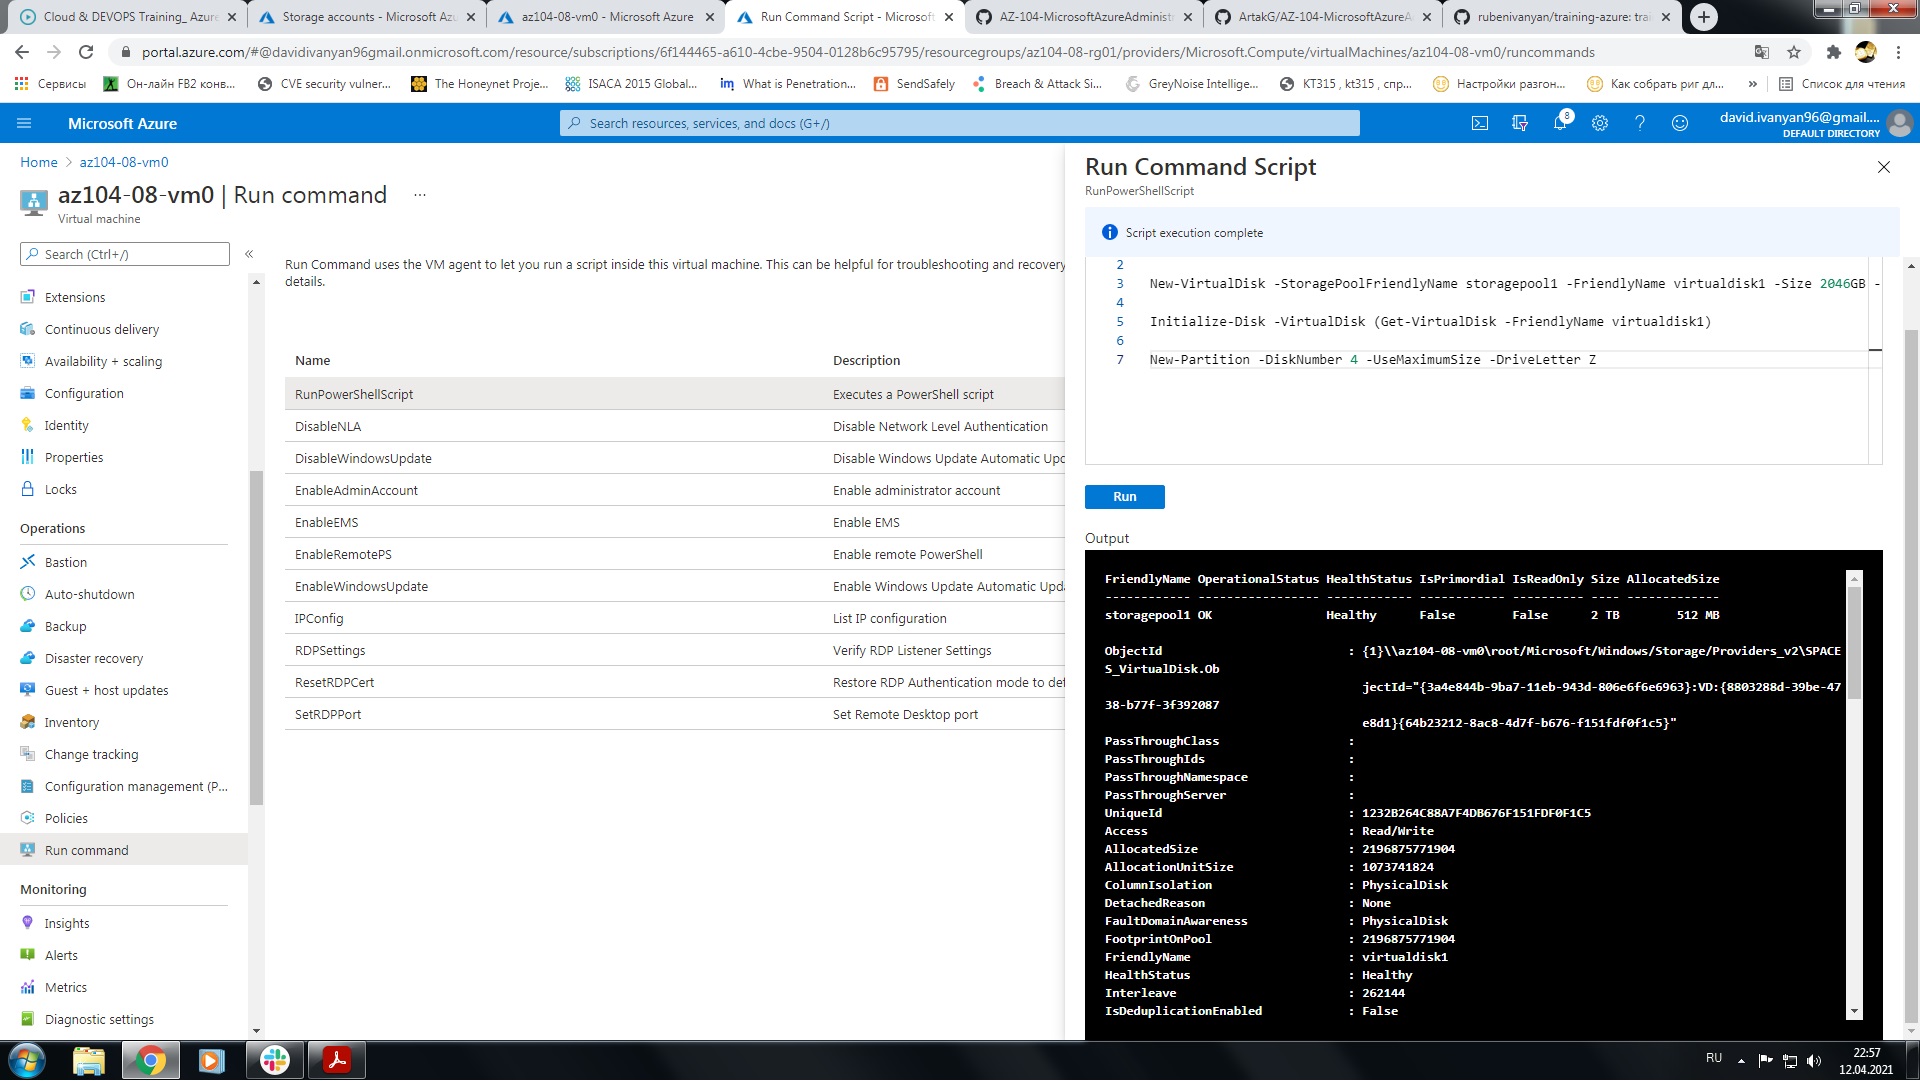 Cloud & DEVOPS Training_ Azure
Storage accounts - Microsoft Az
az104-08-vm0 - Microsoft Azure
Run Command Script - Microsoft
AZ-104-MicrosoftAzureAdministr
ArtakG/AZ-104-MicrosoftAzureA
rubenivanyan/training-azure: trai
portal.azure.com/#@davidivanyan96gmail.onmicrosoft.com/resource/subscriptions/6f144465-a610-4cbe-9504-0128b6c95795/resourcegroups/az104-08-rg01/providers/Microsoft.Compute/virtualMachines/az104-08-vm0/runcommands
Сервисы
Он-лайн FB2 конв...
CVE security vulner...
The Honeynet Proje...
ISACA 2015 Global...
What is Penetration...
SendSafely
Breach & Attack Si...
GreyNoise Intellige...
KT315 , kt315 , спр...
Настройки разгон...
Как собрать риг дл...
»
Список для чтения
Microsoft Azure
Search resources, services, and docs (G+/)
8
david.ivanyan96@gmail....
DEFAULT DIRECTORY
Home > az104-08-vm0
az104-08-vm0 | Run command ...
Virtual machine
Search (Ctrl+/)
«
Extensions
Continuous delivery
Availability + scaling
Configuration
Identity
Properties
Locks
Operations
Bastion
Auto-shutdown
Backup
Disaster recovery
Guest + host updates
Inventory
Change tracking
Configuration management (P...
Policies
Run command
Monitoring
Insights
Alerts
Metrics
Diagnostic settings
Run Command uses the VM agent to let you run a script inside this virtual machine. This can be helpful for troubleshooting and recovery
details.
Name Description
RunPowerShellScript Executes a PowerShell script
DisableNLA Disable Network Level Authentication
DisableWindowsUpdate Disable Windows Update Automatic Upd
EnableAdminAccount Enable administrator account
EnableEMS Enable EMS
EnableRemotePS Enable remote PowerShell
EnableWindowsUpdate Enable Windows Update Automatic Upda
IPConfig List IP configuration
RDPSettings Verify RDP Listener Settings
ResetRDPCert Restore RDP Authentication mode to def
SetRDPPort Set Remote Desktop port
Run Command Script
RunPowerShellScript
Script execution complete
2
3 New-VirtualDisk -StoragePoolFriendlyName storagepool1 -FriendlyName virtualdisk1 -Size 2046GB -
4
5 Initialize-Disk -VirtualDisk (Get-VirtualDisk -FriendlyName virtualdisk1)
6
7 New-Partition -DiskNumber 4 -UseMaximumSize -DriveLetter Z
Run
Output
FriendlyName OperationalStatus HealthStatus IsPrimordial IsReadOnly Size AllocatedSize
------------ ----------------- ------------ ------------ ---------- ---- -------------
storagepool1 OK Healthy False False 2 TB 512 MB
ObjectId : {1}\\az104-08-vm0\root/Microsoft/Windows/Storage/Providers_v2\SPACE
S_VirtualDisk.Ob
jectId="{3a4e844b-9ba7-11eb-943d-806e6f6e6963}:VD:{8803288d-39be-47
38-b77f-3f392087
e8d1}{64b23212-8ac8-4d7f-b676-f151fdf0f1c5}"
PassThroughClass :
PassThroughIds :
PassThroughNamespace :
PassThroughServer :
UniqueId : 1232B264C88A7F4DB676F151FDF0F1C5
Access : Read/Write
AllocatedSize : 2196875771904
AllocationUnitSize : 1073741824
ColumnIsolation : PhysicalDisk
DetachedReason : None
FaultDomainAwareness : PhysicalDisk
FootprintOnPool : 2196875771904
FriendlyName : virtualdisk1
HealthStatus : Healthy
Interleave : 262144
IsDeduplicationEnabled : False
RU
22:57
12.04.2021